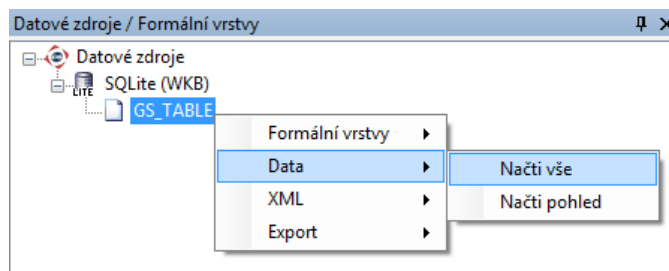 Datové zdroje / Formální vrstvy
Datové zdroje
SQLite (WKB)
LITE
GS_TABLE
Formální vrstvy
Data
Načti vše
XML
Načti pohled
Export